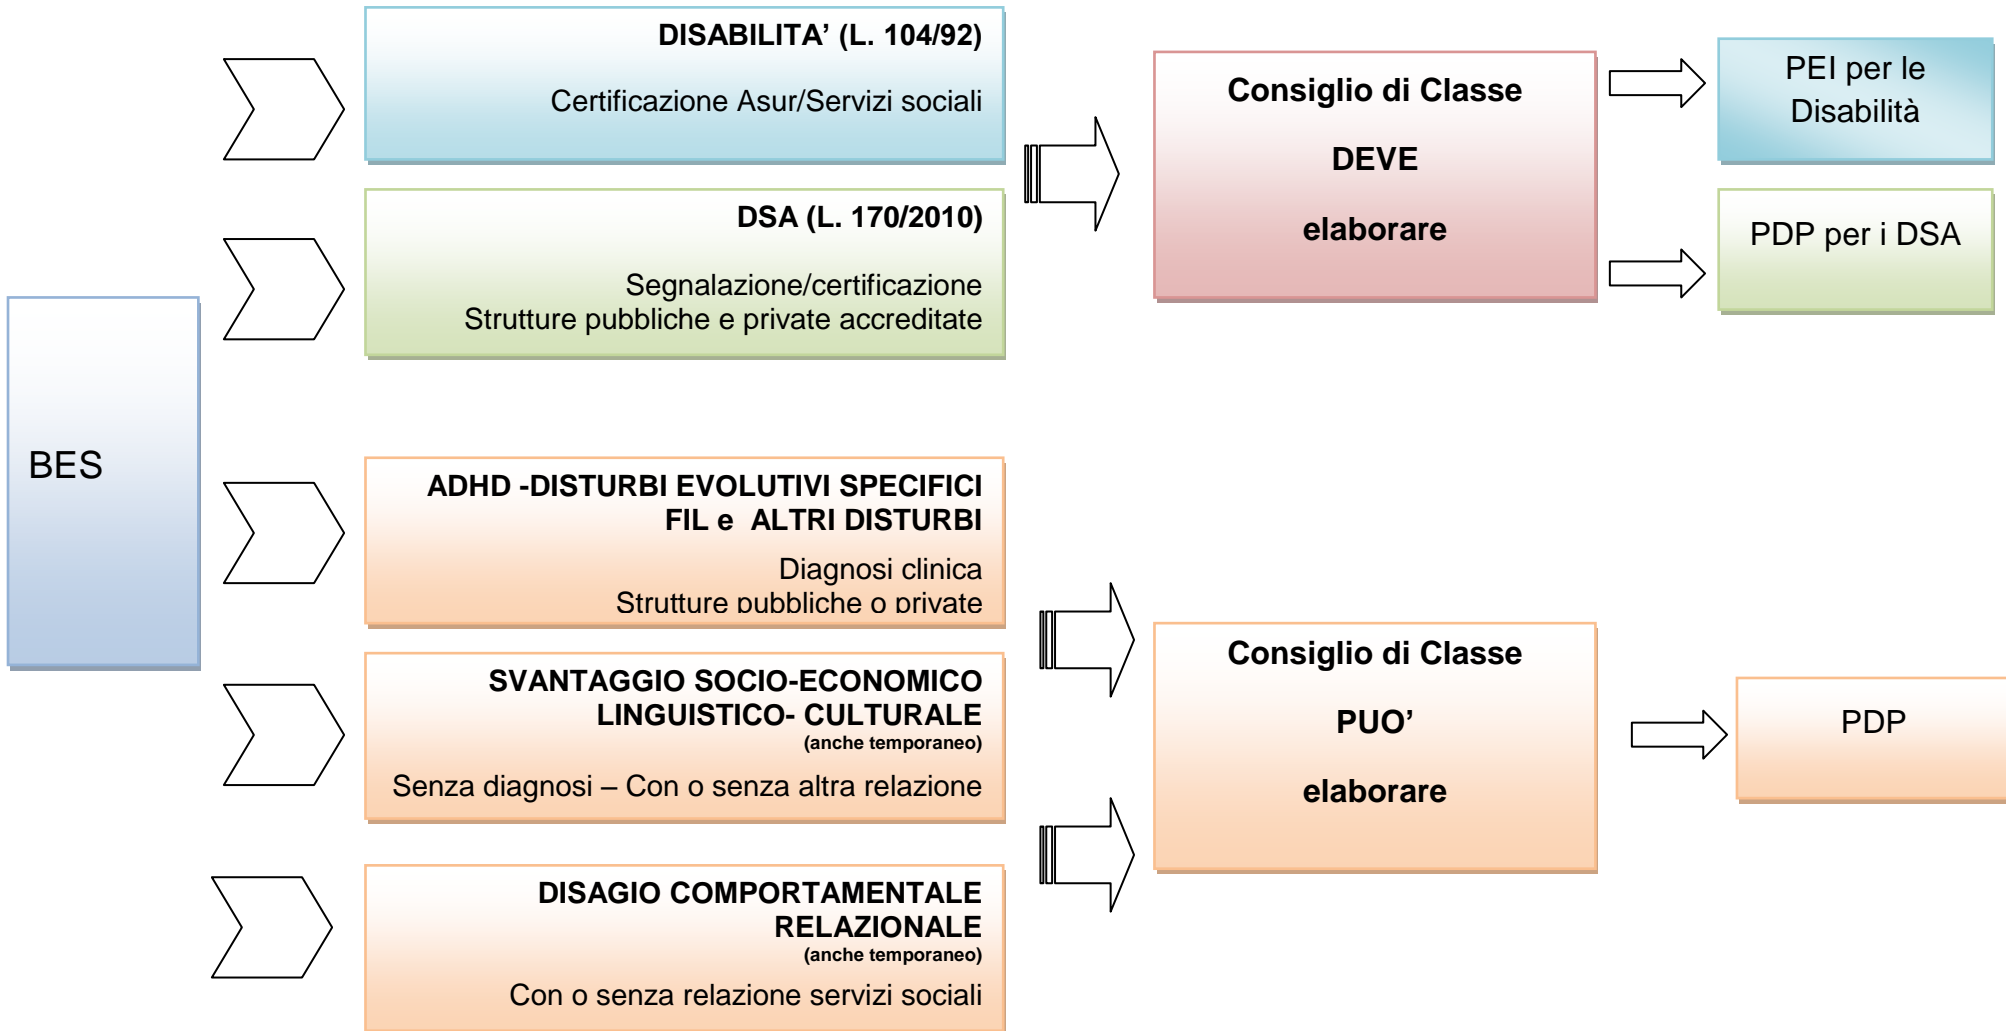 BES
DISABILITA’ (L. 104/92)
Certificazione Asur/Servizi sociali
DSA (L. 170/2010)
Segnalazione/certificazione
Strutture pubbliche e private accreditate
ADHD -DISTURBI EVOLUTIVI SPECIFICI
FIL e ALTRI DISTURBI
Diagnosi clinica
Strutture pubbliche o private
SVANTAGGIO SOCIO-ECONOMICO
LINGUISTICO- CULTURALE
(anche temporaneo)
Senza diagnosi – Con o senza altra relazione
DISAGIO COMPORTAMENTALE
RELAZIONALE
(anche temporaneo)
Con o senza relazione servizi sociali
Consiglio di Classe
DEVE
elaborare
Consiglio di Classe
PUO’
elaborare
PEI per le
Disabilità
PDP per i DSA
PDP